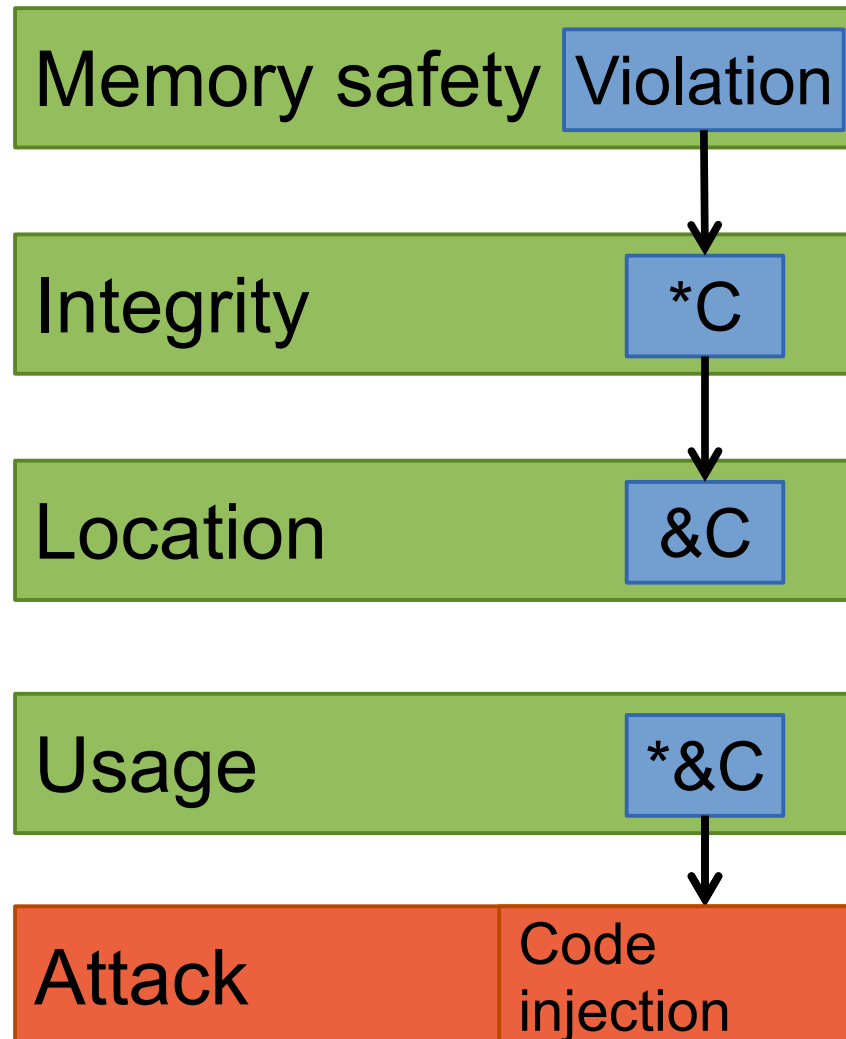 Memory safety Violation
Integrity *C
Location &C
Usage *&C
Attack Code
injection